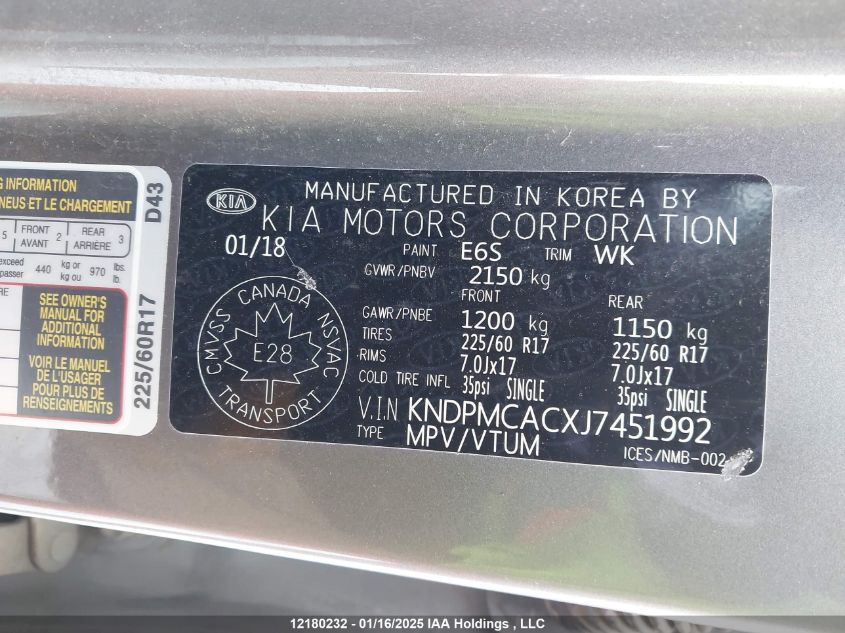 G INFORMATION
NEUS ET LE CHARGEMENT
5 FRONT AVANT 2 REAR ARRIÈRE 3
exceed
passer 440 kg or kg ou 970 lbs. lb.
RE
SEE OWNER'S
MANUAL FOR
ADDITIONAL
INFORMATION
VOIR LE MANUEL
DE L'USAGER
POUR PLUS DE
RENSEIGNEMENTS
225/60R17 D43
KIA
MANUFACTURED IN KOREA BY
KIA MOTORS CORPORATION
01/18 PAINT E6S TRIM WK
GVWR/PNBV 2150 kg
FRONT REAR
GAWR/PNBE 1200 kg 1150 kg
TIRES 225/60 R17 225/60 R17
RIMS 7.0Jx17 7.0Jx17
COLD TIRE INFL 35psi SINGLE 35psi SINGLE
V.I.N KNDPMCACXJ7451992
TYPE MPV/VTUM
ICES/NMB-002
CMVSS CANADA NSVAC
E28
TRANSPORT
12180232 - 01/16/2025 IAA Holdings , LLC